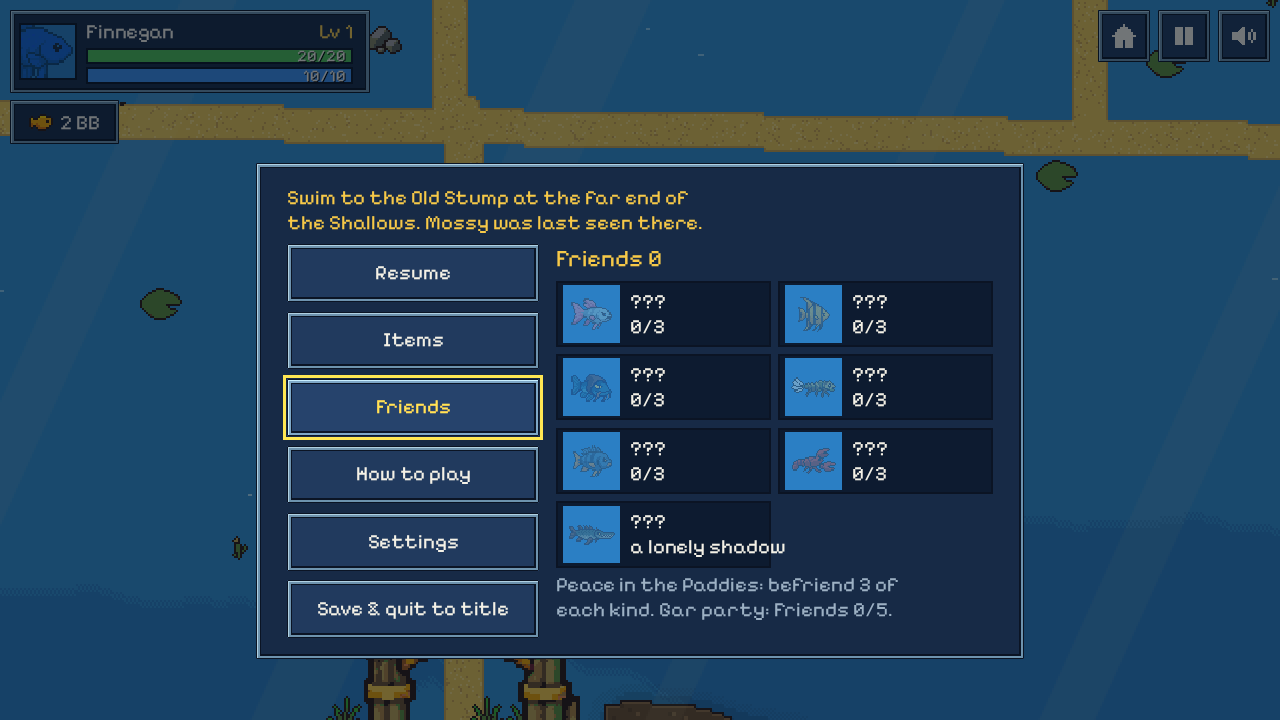 Finnegan
Lv 1
20/20
10/10
2 BB
Swim to the Old Stump at the far end of
the Shallows. Mossy was last seen there.
Resume
Items
Friends
How to play
Settings
Save & quit to title
Friends 0
???
0/3
???
0/3
???
0/3
???
0/3
???
0/3
???
0/3
???
a lonely shadow
Peace in the Paddies: befriend 3 of
each kind. Gar party: Friends 0/5.